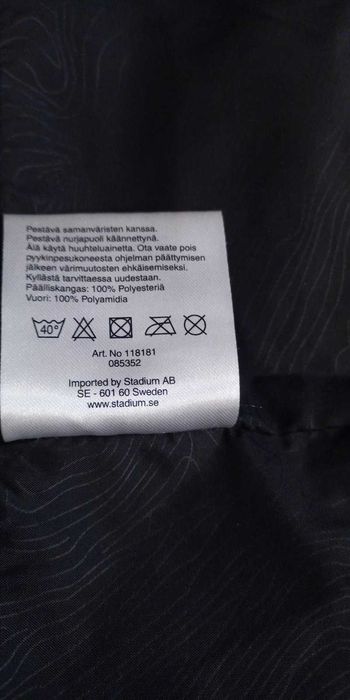 Pestävä samanväristen kanssa.
Pestävä nurjapuoli käännettynä.
Älä käytä huuhteluainetta. Ota vaate pois
pyykinpesukoneesta ohjelman päättymisen
jälkeen värimuutosten ehkäisemiseksi.
Kyllästä tarvittaessa uudestaan.
Päälliskangas: 100% Polyesteriä
Vuori: 100% Polyamidia
40°
Art. No 118181
085352
Imported by Stadium AB
SE - 601 60 Sweden
www.stadium.se